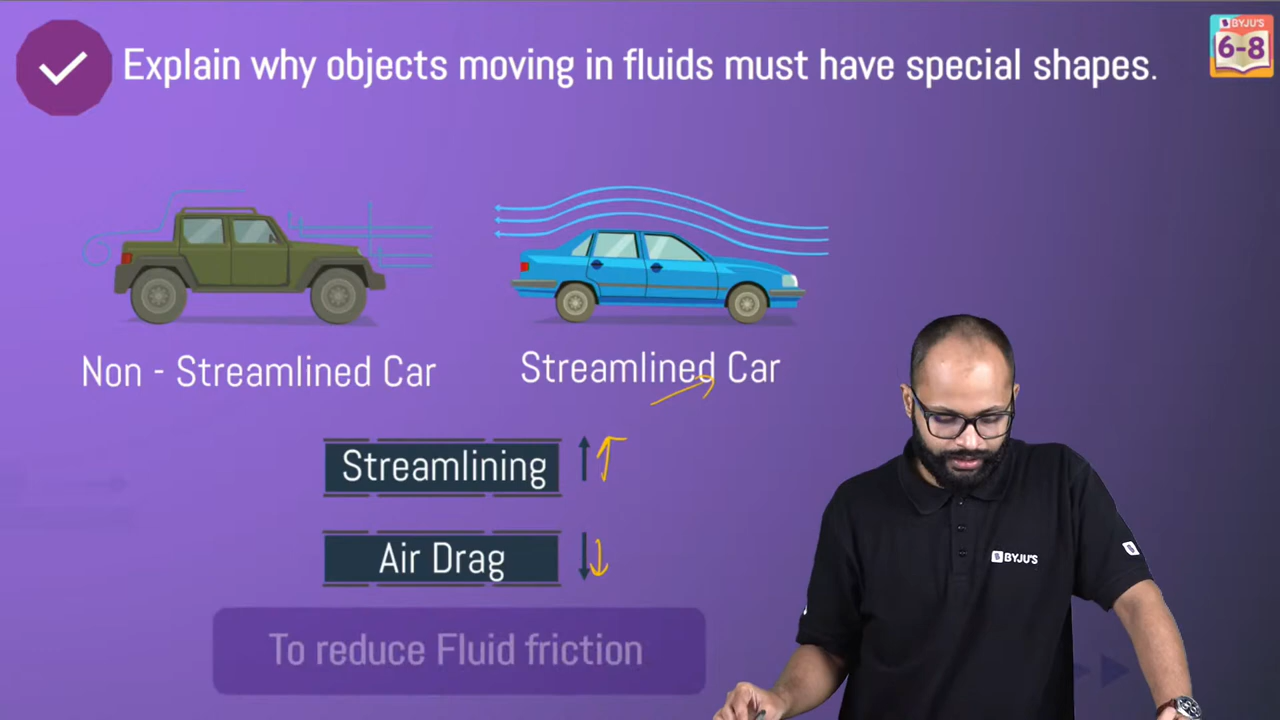 Explain why objects moving in fluids must have special shapes.
BYJU'S
6-8
Non - Streamlined Car
Streamlined Car
Streamlining
Air Drag
To reduce Fluid friction
BYJU'S